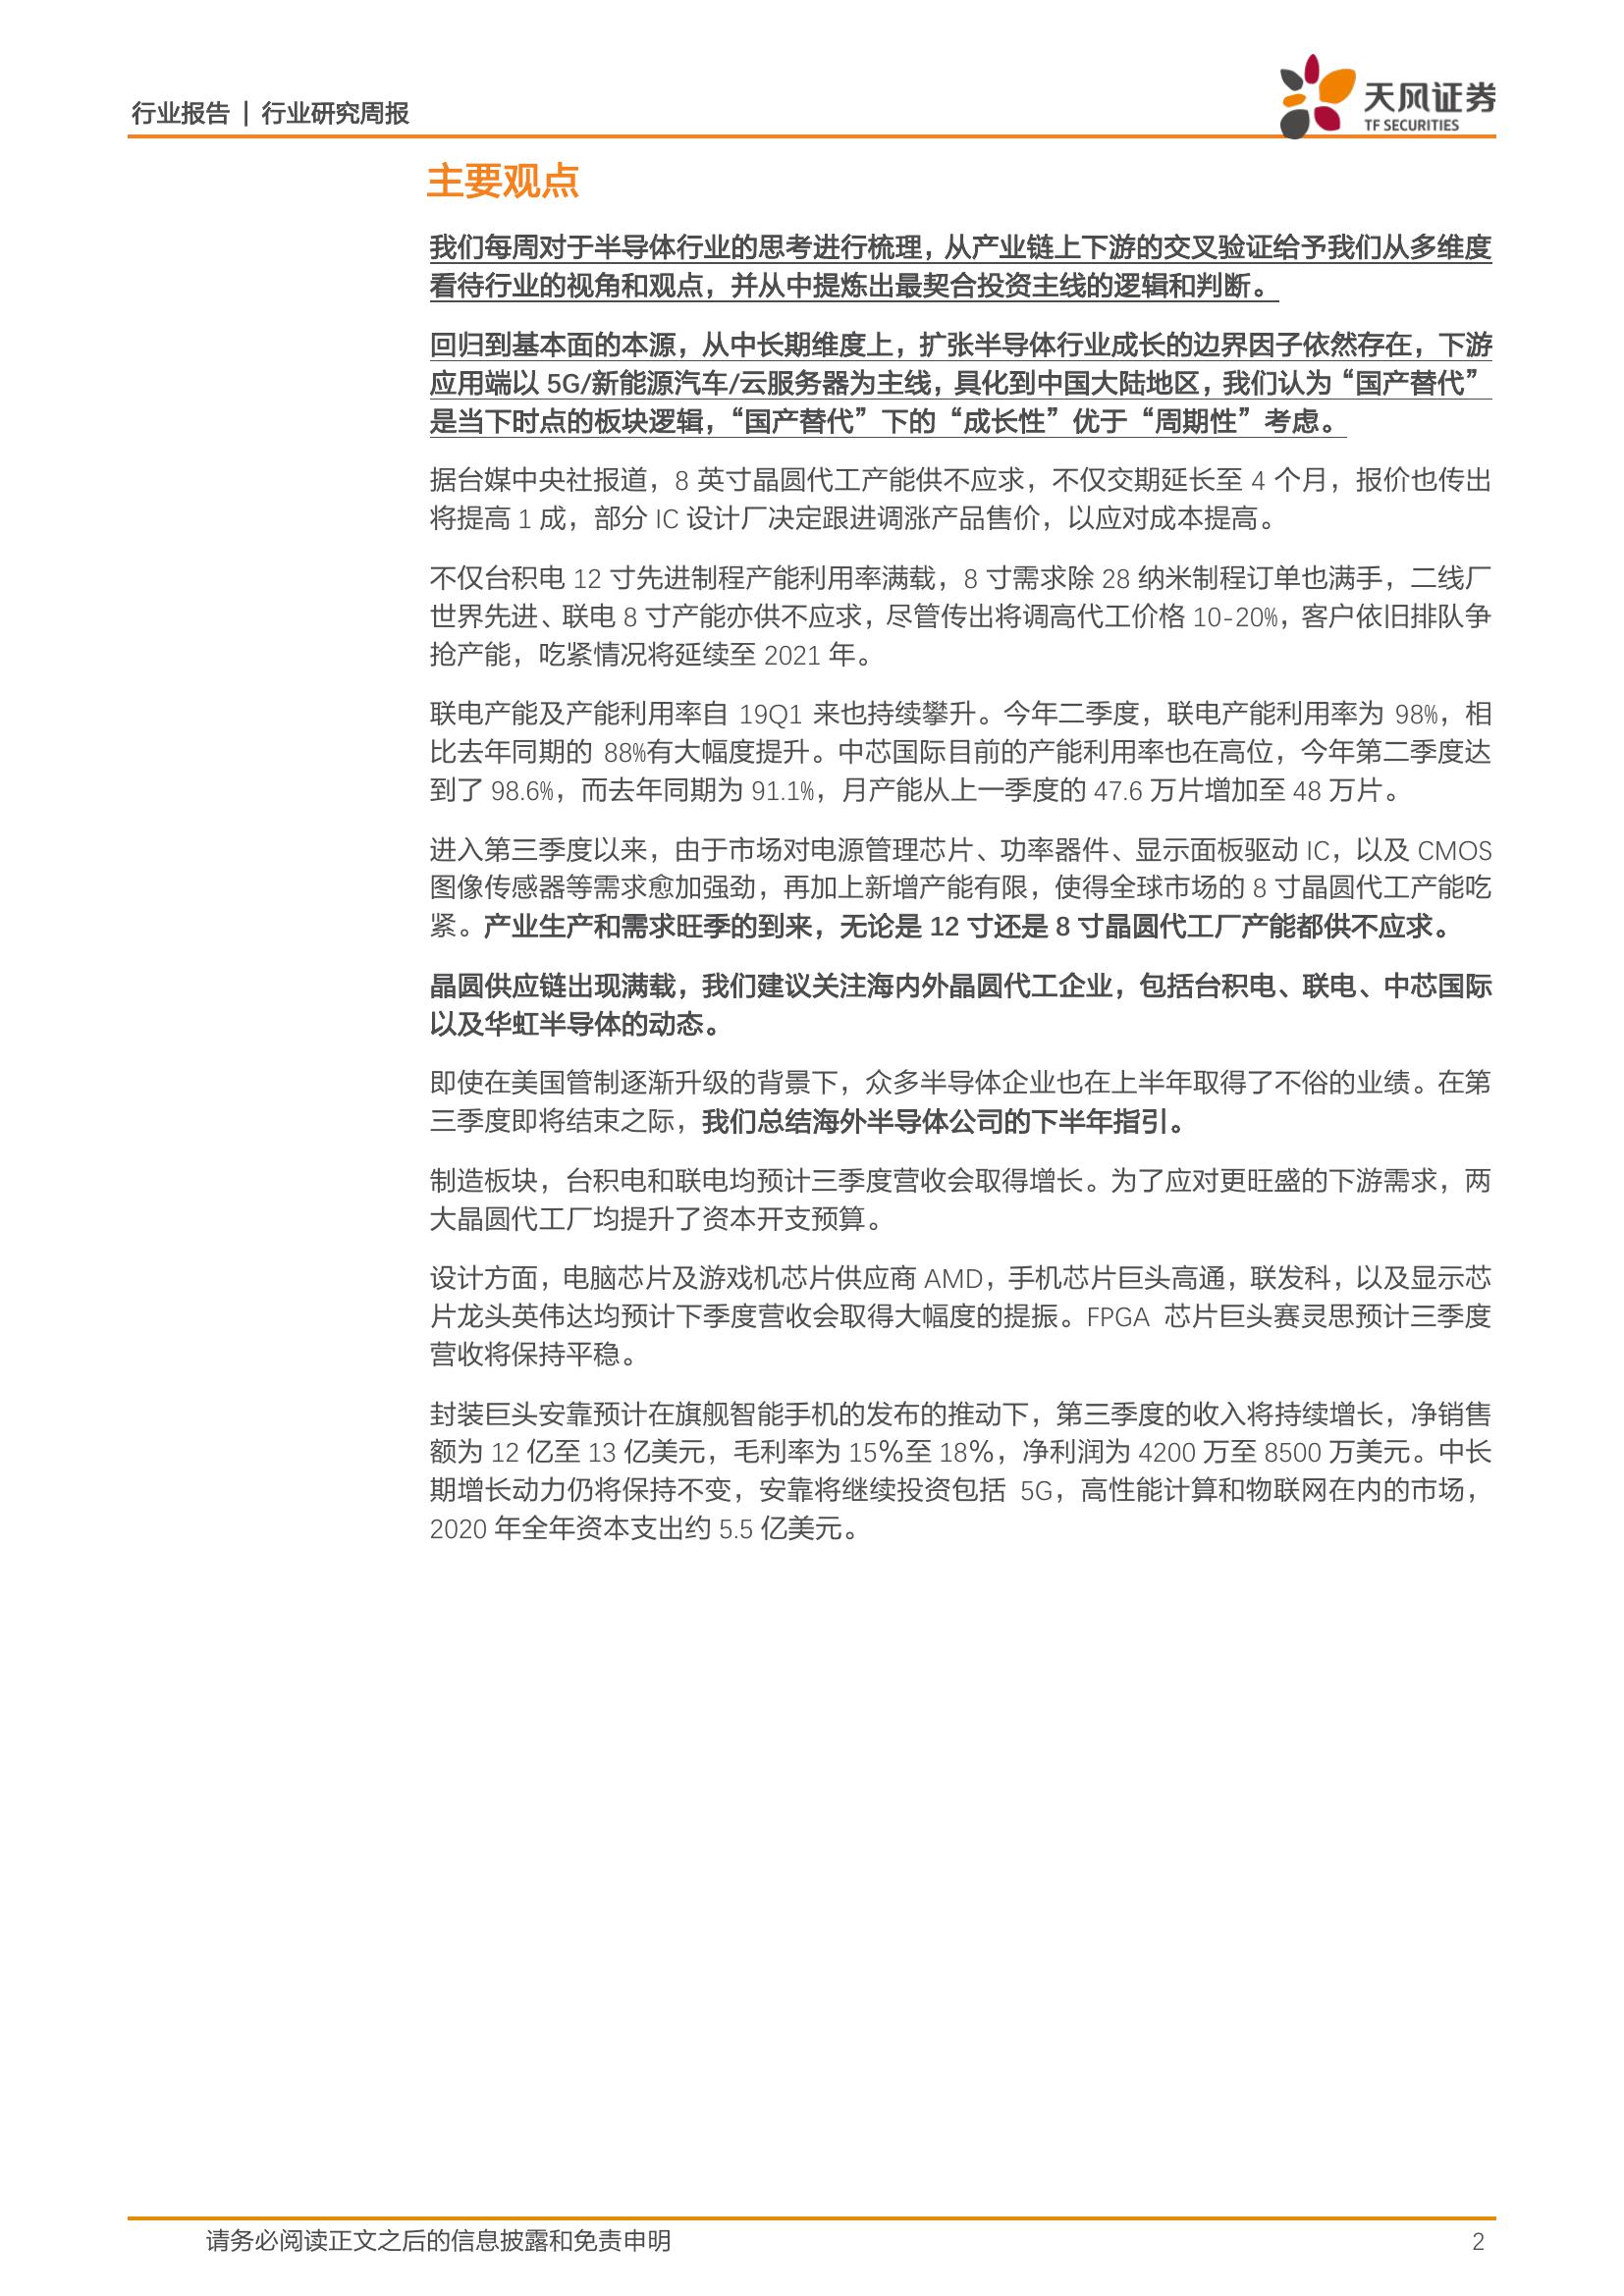 行业报告 | 行业研究周报
天风证券
TF SECURITIES
主要观点
我们每周对于半导体行业的思考进行梳理，从产业链上下游的交叉验证给予我们从多维度
看待行业的视角和观点，并从中提炼出最契合投资主线的逻辑和判断。
回归到基本面的本源，从中长期维度上，扩张半导体行业成长的边界因子依然存在，下游
应用端以 5G/新能源汽车/云服务器为主线，具化到中国大陆地区，我们认为“国产替代”
是当下时点的板块逻辑，“国产替代”下的“成长性”优于“周期性”考虑。
据台媒中央社报道，8 英寸晶圆代工产能供不应求，不仅交期延长至 4 个月，报价也传出
将提高 1 成，部分 IC 设计厂决定跟进调涨产品售价，以应对成本提高。
不仅台积电 12 寸先进制程产能利用率满载，8 寸需求除 28 纳米制程订单也满手，二线厂
世界先进、联电 8 寸产能亦供不应求，尽管传出将调高代工价格 10-20%，客户依旧排队争
抢产能，吃紧情况将延续至 2021 年。
联电产能及产能利用率自 19Q1 来也持续攀升。今年二季度，联电产能利用率为 98%，相
比去年同期的 88%有大幅度提升。中芯国际目前的产能利用率也在高位，今年第二季度达
到了 98.6%，而去年同期为 91.1%，月产能从上一季度的 47.6 万片增加至 48 万片。
进入第三季度以来，由于市场对电源管理芯片、功率器件、显示面板驱动 IC，以及 CMOS
图像传感器等需求愈加强劲，再加上新增产能有限，使得全球市场的 8 寸晶圆代工产能吃
紧。产业生产和需求旺季的到来，无论是 12 寸还是 8 寸晶圆代工厂产能都供不应求。
晶圆供应链出现满载，我们建议关注海内外晶圆代工企业，包括台积电、联电、中芯国际
以及华虹半导体的动态。
即使在美国管制逐渐升级的背景下，众多半导体企业也在上半年取得了不俗的业绩。在第
三季度即将结束之际，我们总结海外半导体公司的下半年指引。
制造板块，台积电和联电均预计三季度营收会取得增长。为了应对更旺盛的下游需求，两
大晶圆代工厂均提升了资本开支预算。
设计方面，电脑芯片及游戏机芯片供应商 AMD，手机芯片巨头高通，联发科，以及显示芯
片龙头英伟达均预计下季度营收会取得大幅度的提振。FPGA 芯片巨头赛灵思预计三季度
营收将保持平稳。
封装巨头安靠预计在旗舰智能手机的发布的推动下，第三季度的收入将持续增长，净销售
额为 12 亿至 13 亿美元，毛利率为 15％至 18％，净利润为 4200 万至 8500 万美元。中长
期增长动力仍将保持不变，安靠将继续投资包括 5G，高性能计算和物联网在内的市场，
2020 年全年资本支出约 5.5 亿美元。
请务必阅读正文之后的信息披露和免责申明
2